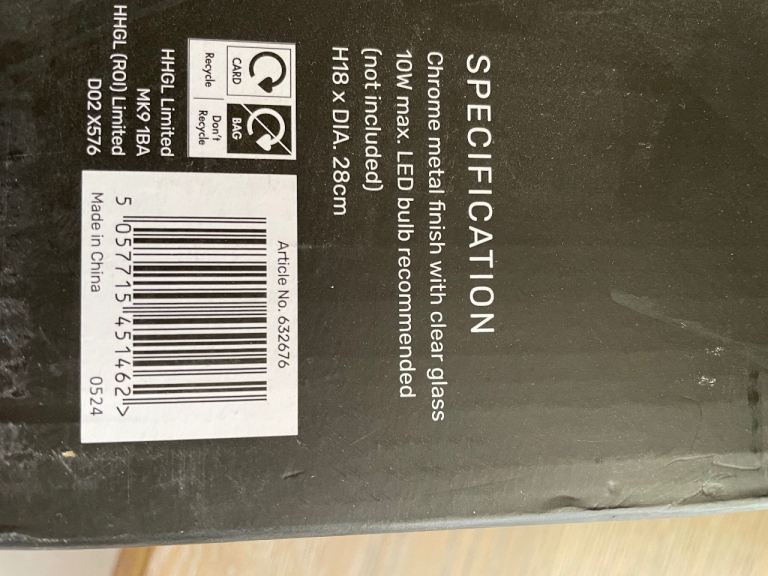 SPECIFICATION
Chrome metal finish with clear glass
10W max. LED bulb recommended
(not included)
H18 x DIA. 28cm
CARD
Recycle
BAG
Don't
Recycle
HHGL Limited
MK9 1BA
HHGL (ROI) Limited
D02 X576
Article No. 632676
5 057715 451462 >
Made in China 0524